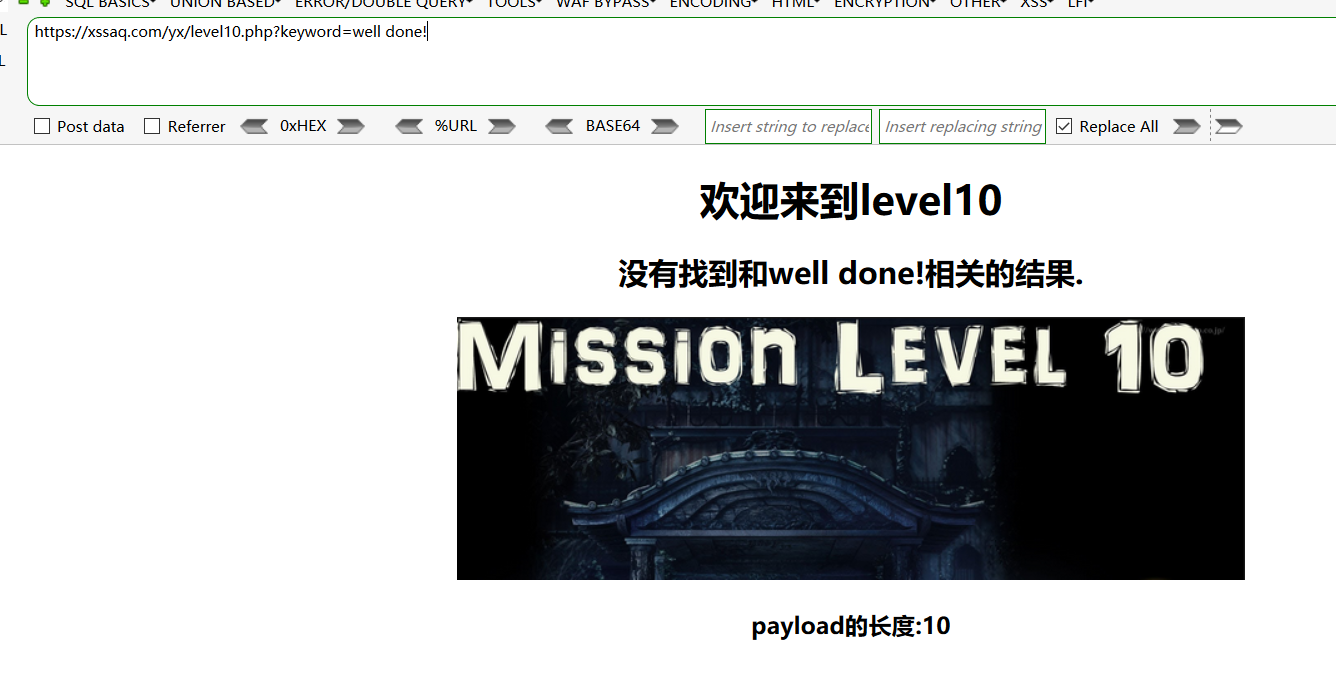 SQL BASICS UNION BASED ERROR/DOUBLE QUERY TOOLS WAF BYPASS ENCODING HTML ENCRYPTION OTHER XSS LFI
L https://xssaq.com/yx/level10.php?keyword=well done!
L
Post data Referrer 0xHEX %URL BASE64 Insert string to replace Insert replacing string Replace All
欢迎来到level10
没有找到和well done!相关的结果.
MISSION LEVEL 10
payload的长度:10